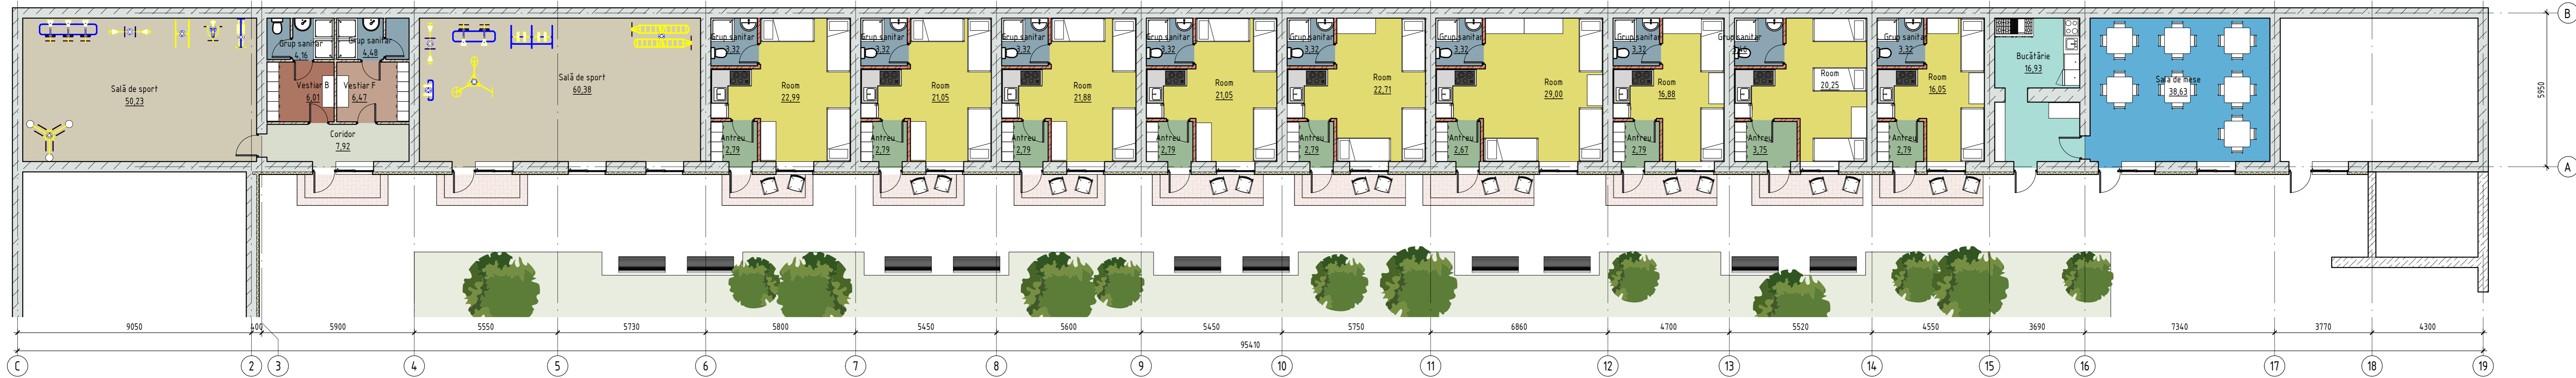 B
Grup sanitar
4,16
Grup sanitar
4,48
Grup sanitar
3,32
Grup sanitar
3,32
Grup sanitar
3,32
Grup sanitar
3,32
Grup sanitar
3,32
Grup sanitar
3,32
Grup sanitar
3,32
Grup sanitar
Grup sanitar
3,32
Bucătărie
16,93
Sală de sport
50,23
Vestiar B
6,01
Vestiar F
6,47
Sală de sport
60,38
Room
22,99
Room
21,05
Room
21,88
Room
21,05
Room
22,71
Room
29,00
Room
16,88
Room
20,25
Room
16,05
Sala de mese
38,63
5950
Coridor
7,92
Antreu
2,79
Antreu
2,79
Antreu
2,79
Antreu
2,79
Antreu
2,79
Antreu
2,67
Antreu
2,79
Antreu
3,75
Antreu
2,79
A
9050 400 5900 5550 5730 5800 5450 5600 5450 5750 6860 4700 5520 4550 3690 7340 3770 4300
95410
C 2 3 4 5 6 7 8 9 10 11 12 13 14 15 16 17 18 19